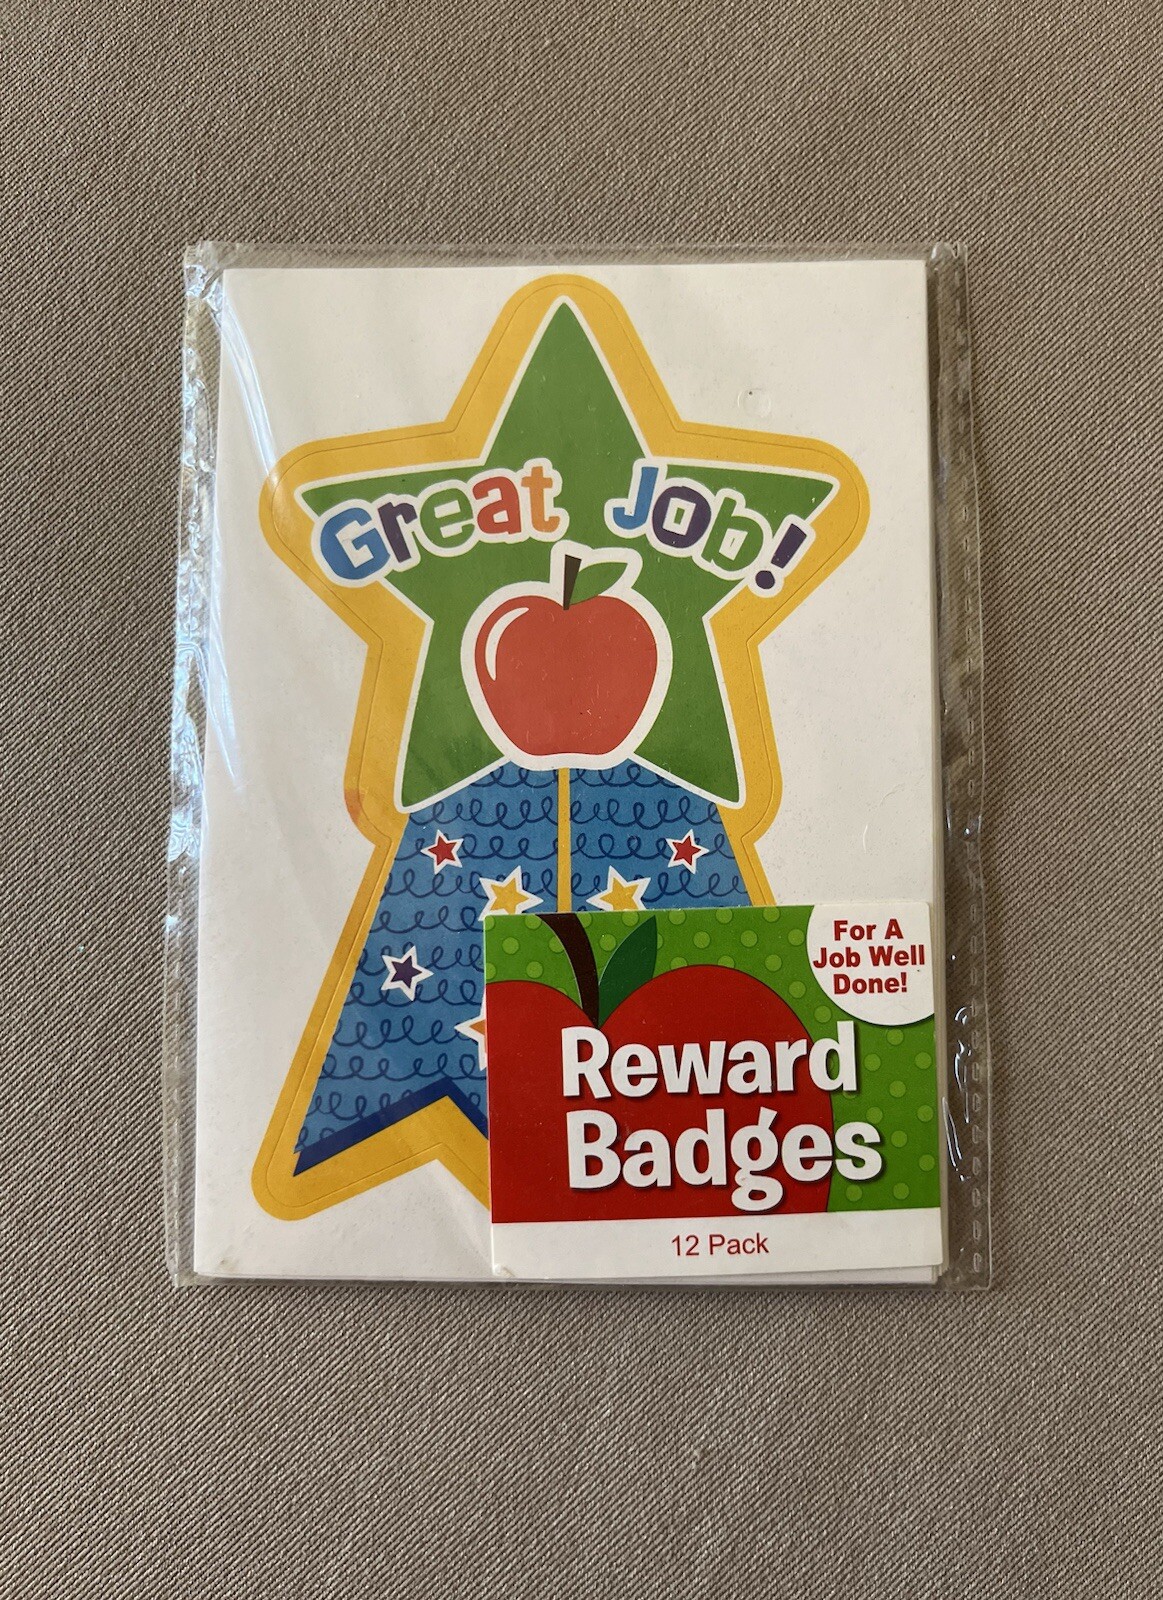 Great Job!
For A
Job Well
Done!
Reward
Badges
12 Pack